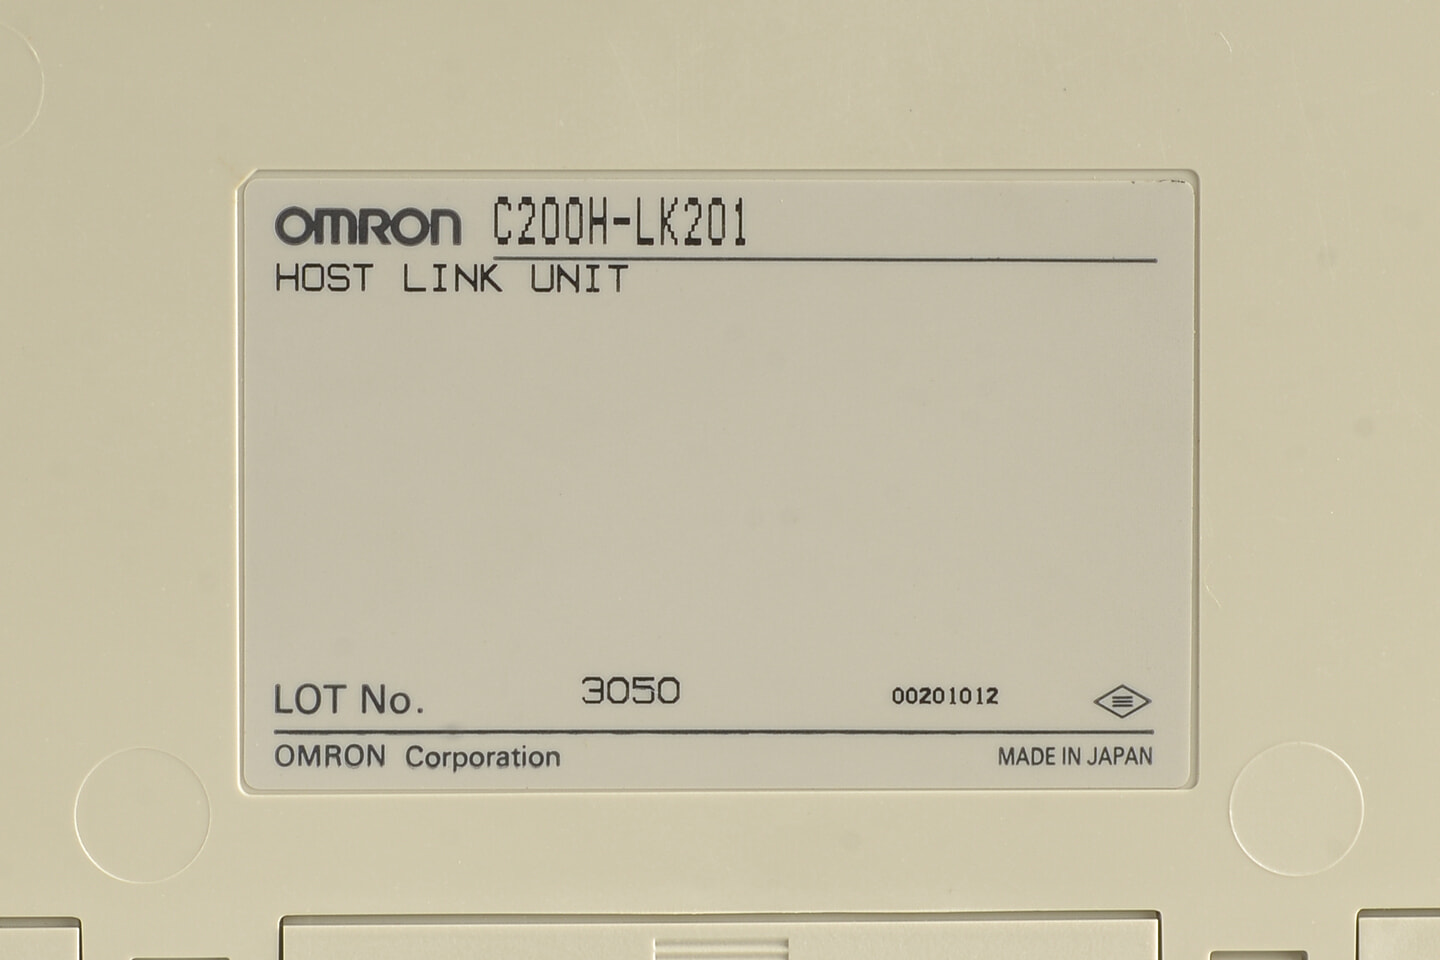 OMRON C200H-LK201
HOST LINK UNIT
LOT No. 3050 00201012
OMRON Corporation MADE IN JAPAN